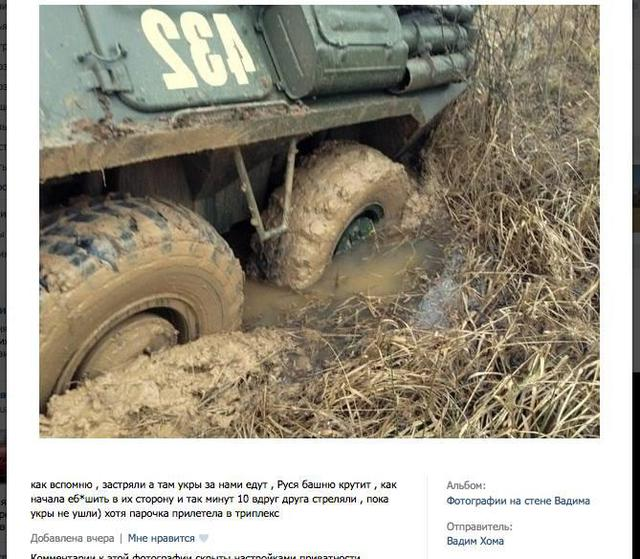 432
как вспомню , застряли а там укры за нами едут , Руся башню крутит , как
начала еб*шить в их сторону и так минут 10 вдруг друга стреляли , пока
укры не ушли) хотя парочка прилетела в триплекс
Добавлена вчера | Мне нравится
Комментарии к этой фотографии скрыты настройками приватности
Альбом:
Фотографии на стене Вадима
Отправитель:
Вадим Хома